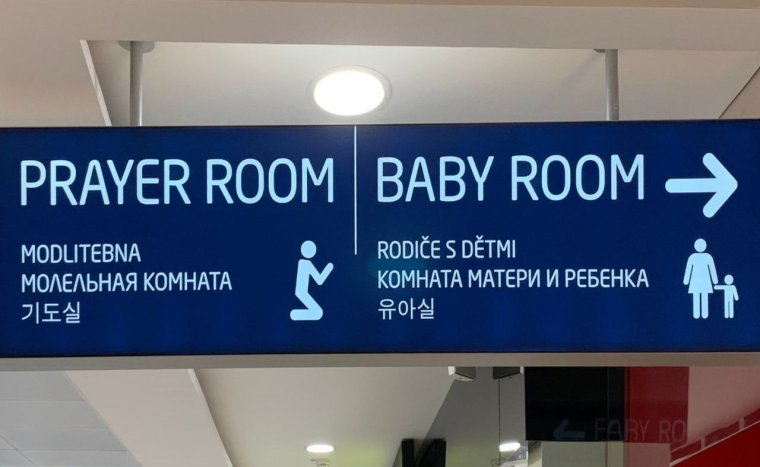 PRAYER ROOM
MODLITEBNA
МОЛЕЛЬНАЯ КОМНАТА
기도실
BABY ROOM
RODIČE S DĚTMI
КОМНАТА МАТЕРИ И РЕБЕНКА
유아실